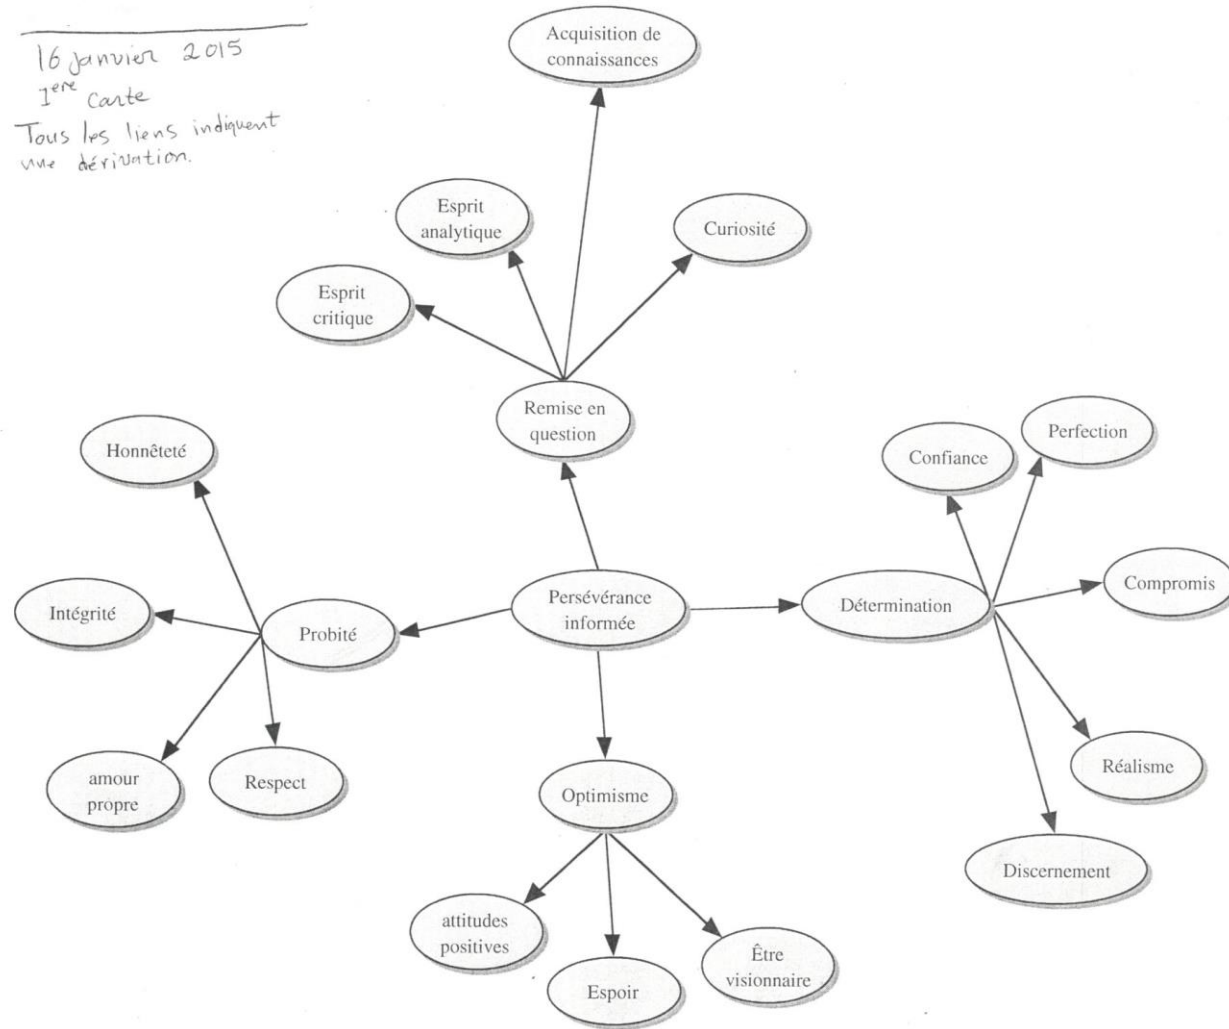 16 janvier 2015
1ere Carte
Tous les liens indiquent
une dérivation.
Acquisition de
connaissances
Esprit
analytique
Curiosité
Esprit
critique
Remise en
question
Honnêteté
Confiance
Perfection
Intégrité
Probité
Persévérance
informée
Détermination
Compromis
amour
propre
Respect
Optimisme
Réalisme
Discernement
attitudes
positives
Espoir
Être
visionnaire